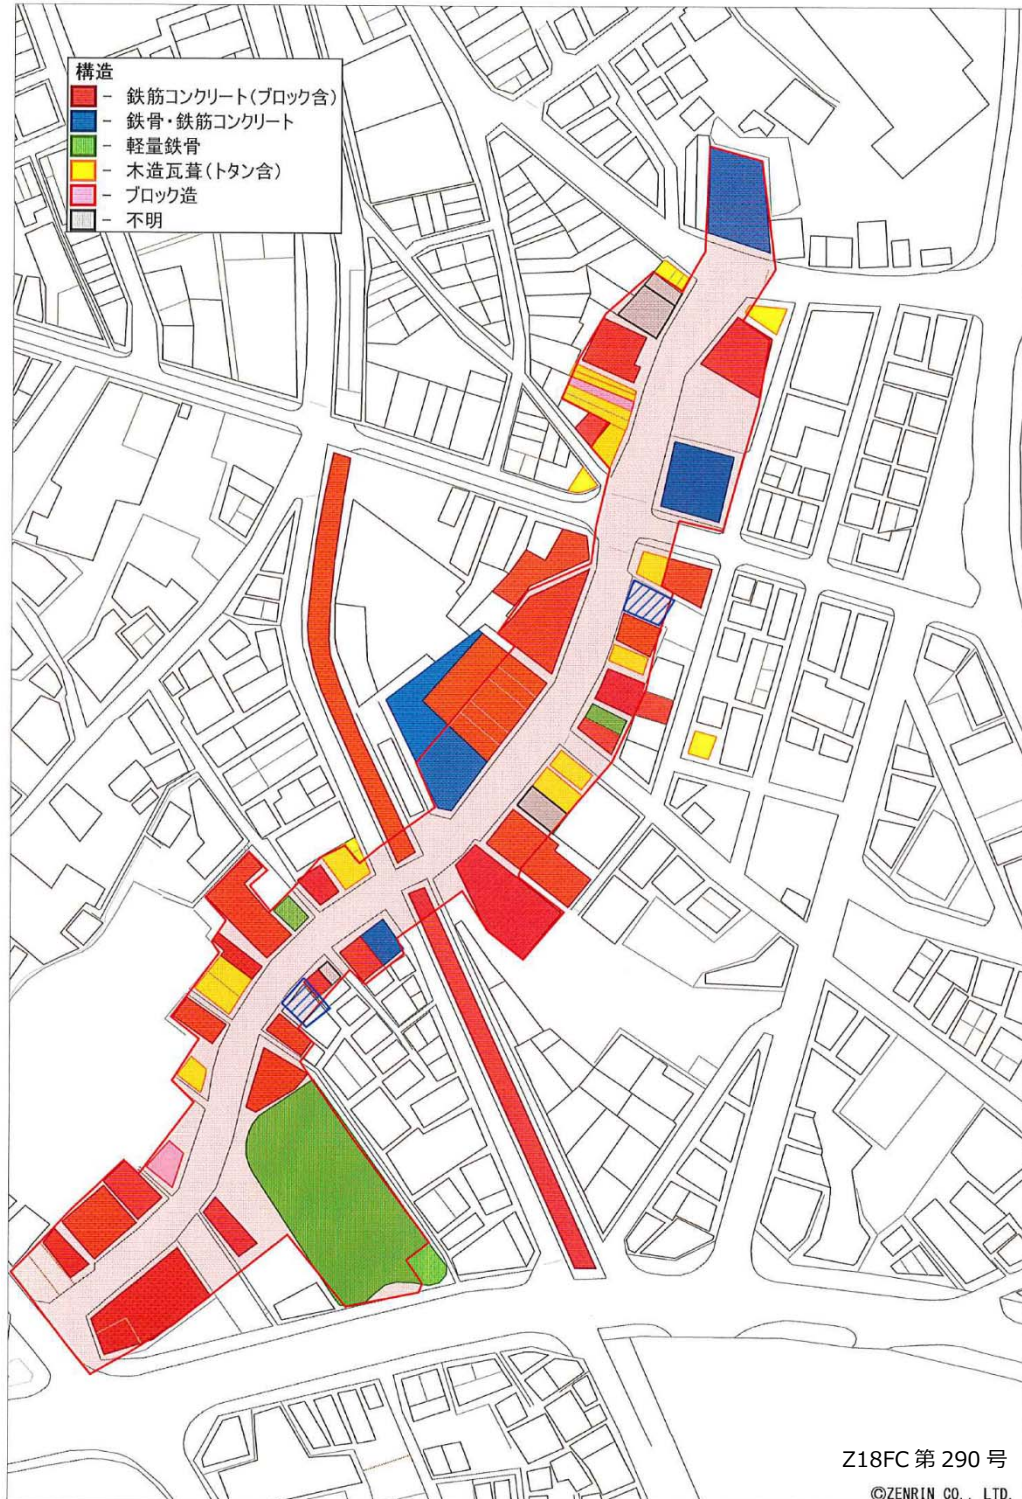 構造
- 鉄筋コンクリート(ブロック含)
- 鉄骨・鉄筋コンクリート
- 軽量鉄骨
- 木造瓦葺(トタン含)
- ブロック造
- 不明
Z18FC 第 290 号
©ZENRIN CO., LTD.